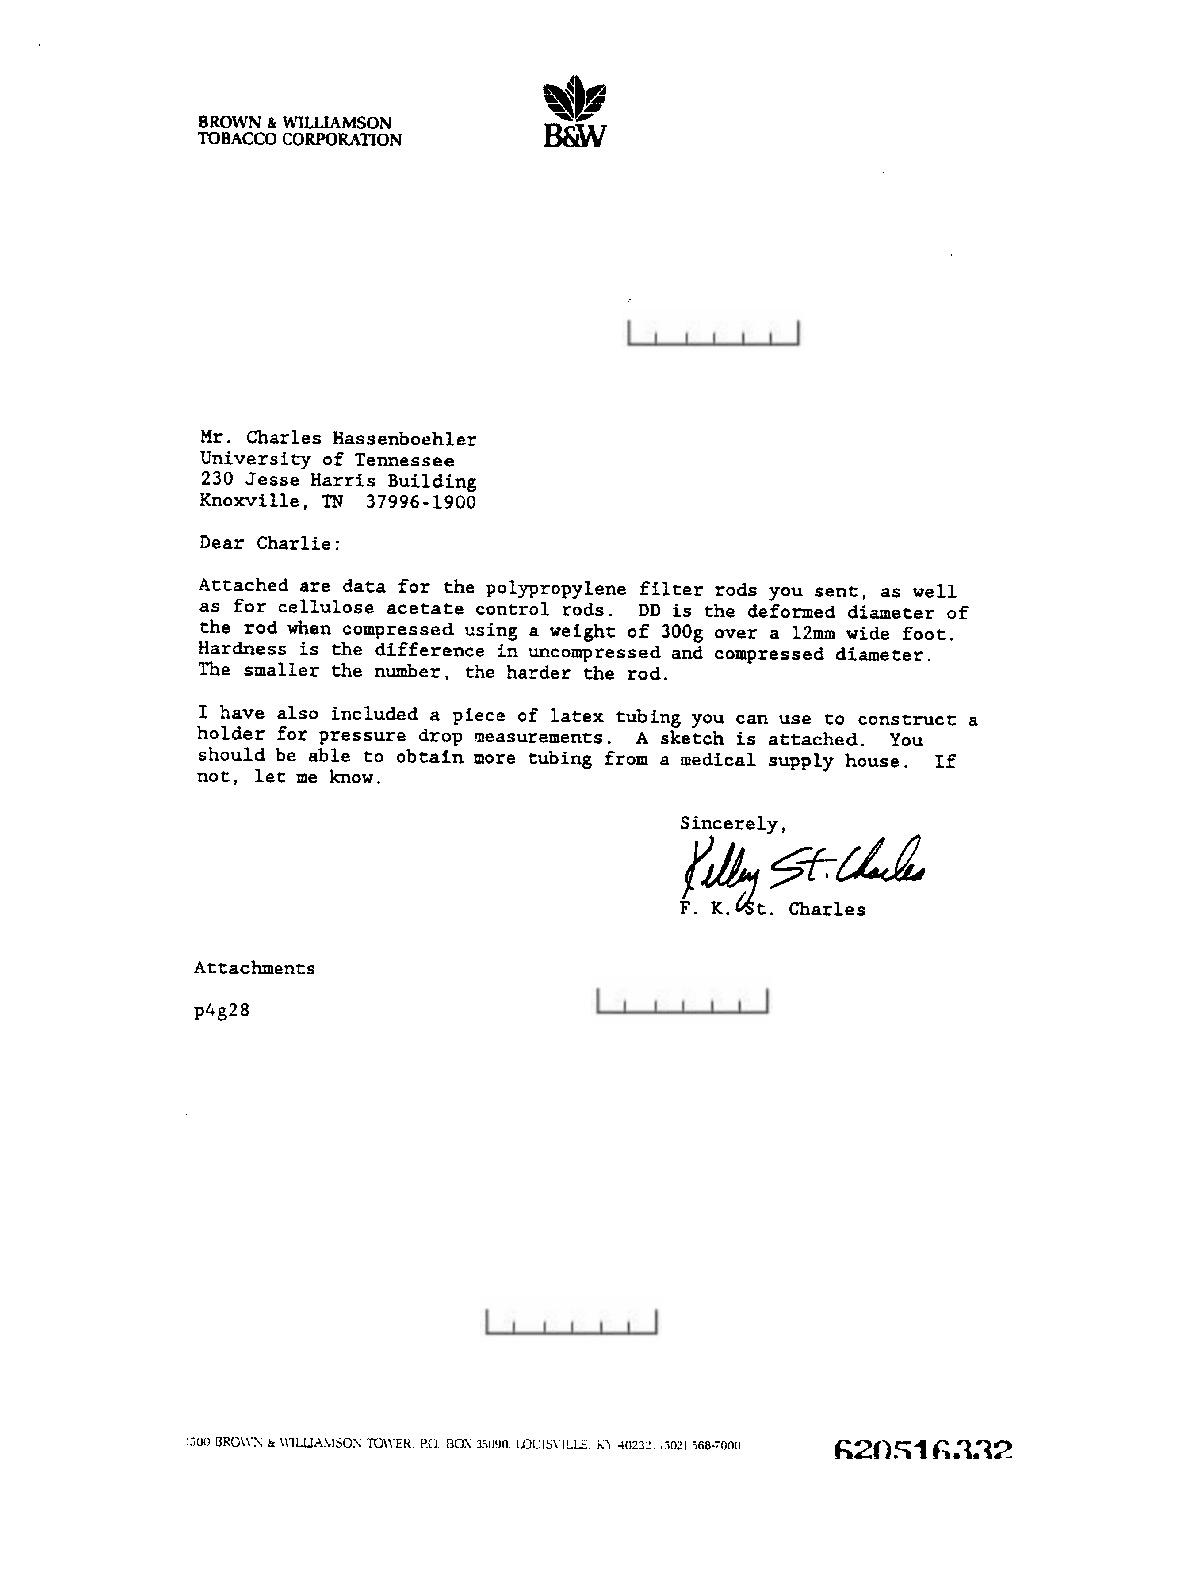 BROWN & WILLIAMSON
TOBACCO CORPORATION
B&W
Mr. Charles Hassenboehler
University of Tennessee
230 Jesse Harris Building
Knoxville, TN 37996-1900
Dear Charlie:
Attached are data for the polypropylene filter rods you sent, as well
as for cellulose acetate control rods. DD is the deformed diameter of
the rod when compressed using a weight of 300g over a 12mm wide foot.
Hardness is the difference in uncompressed and compressed diameter.
The smaller the number, the harder the rod.
I have also included a piece of latex tubing you can use to construct a
holder for pressure drop measurements. A sketch is attached. You
should be able to obtain more tubing from a medical supply house. If
not, let me know.
Sincerely,
Kelley St. Charles
F. K. St. Charles
Attachments
p4g28
BROWN & WILLIAMSON TOWER, P.O. BOX 35090, LOUISVILLE, KY 40232, (502) 568-7000
620516332